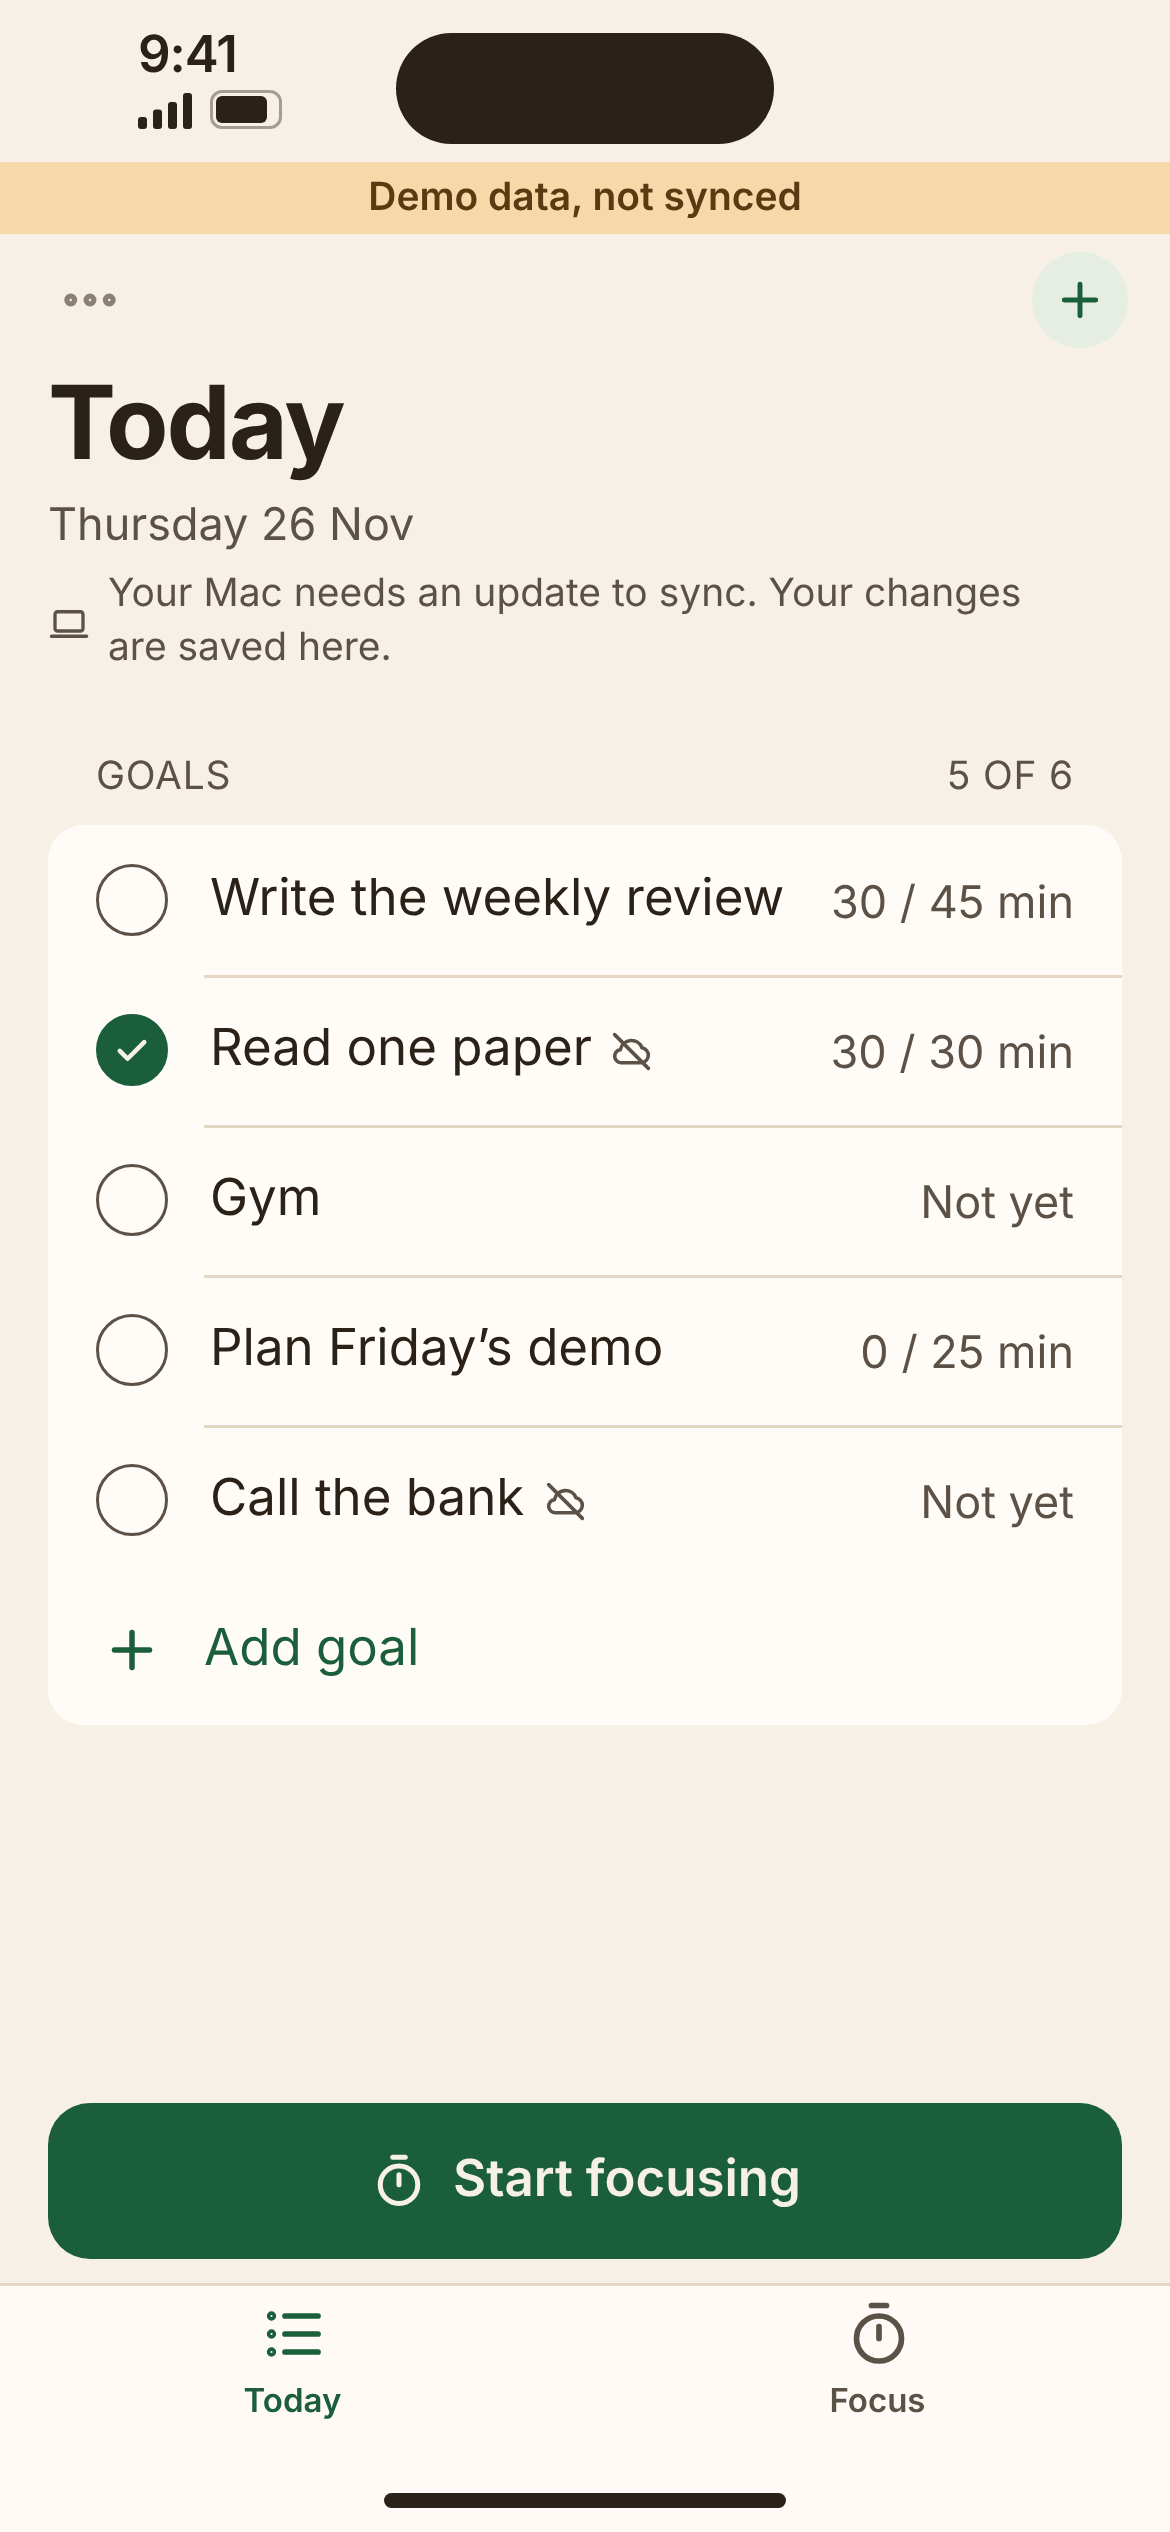 9:41
Demo data, not synced
Today
Thursday 26 Nov
Your Mac needs an update to sync. Your changes
are saved here.
GOALS 5 OF 6
Write the weekly review 30 / 45 min
Read one paper 30 / 30 min
Gym Not yet
Plan Friday’s demo 0 / 25 min
Call the bank Not yet
Add goal
Start focusing
Today Focus